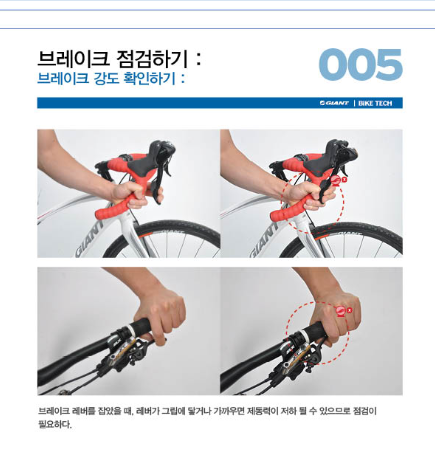 브레이크 점검하기 :
브레이크 강도 확인하기 :
005
GIANT | BIKE TECH
GIANT
GIANT
브레이크 레버를 잡았을 때, 레버가 그립에 닿거나 가까우면 제동력이 저하 될 수 있으므로 점검이
필요하다.